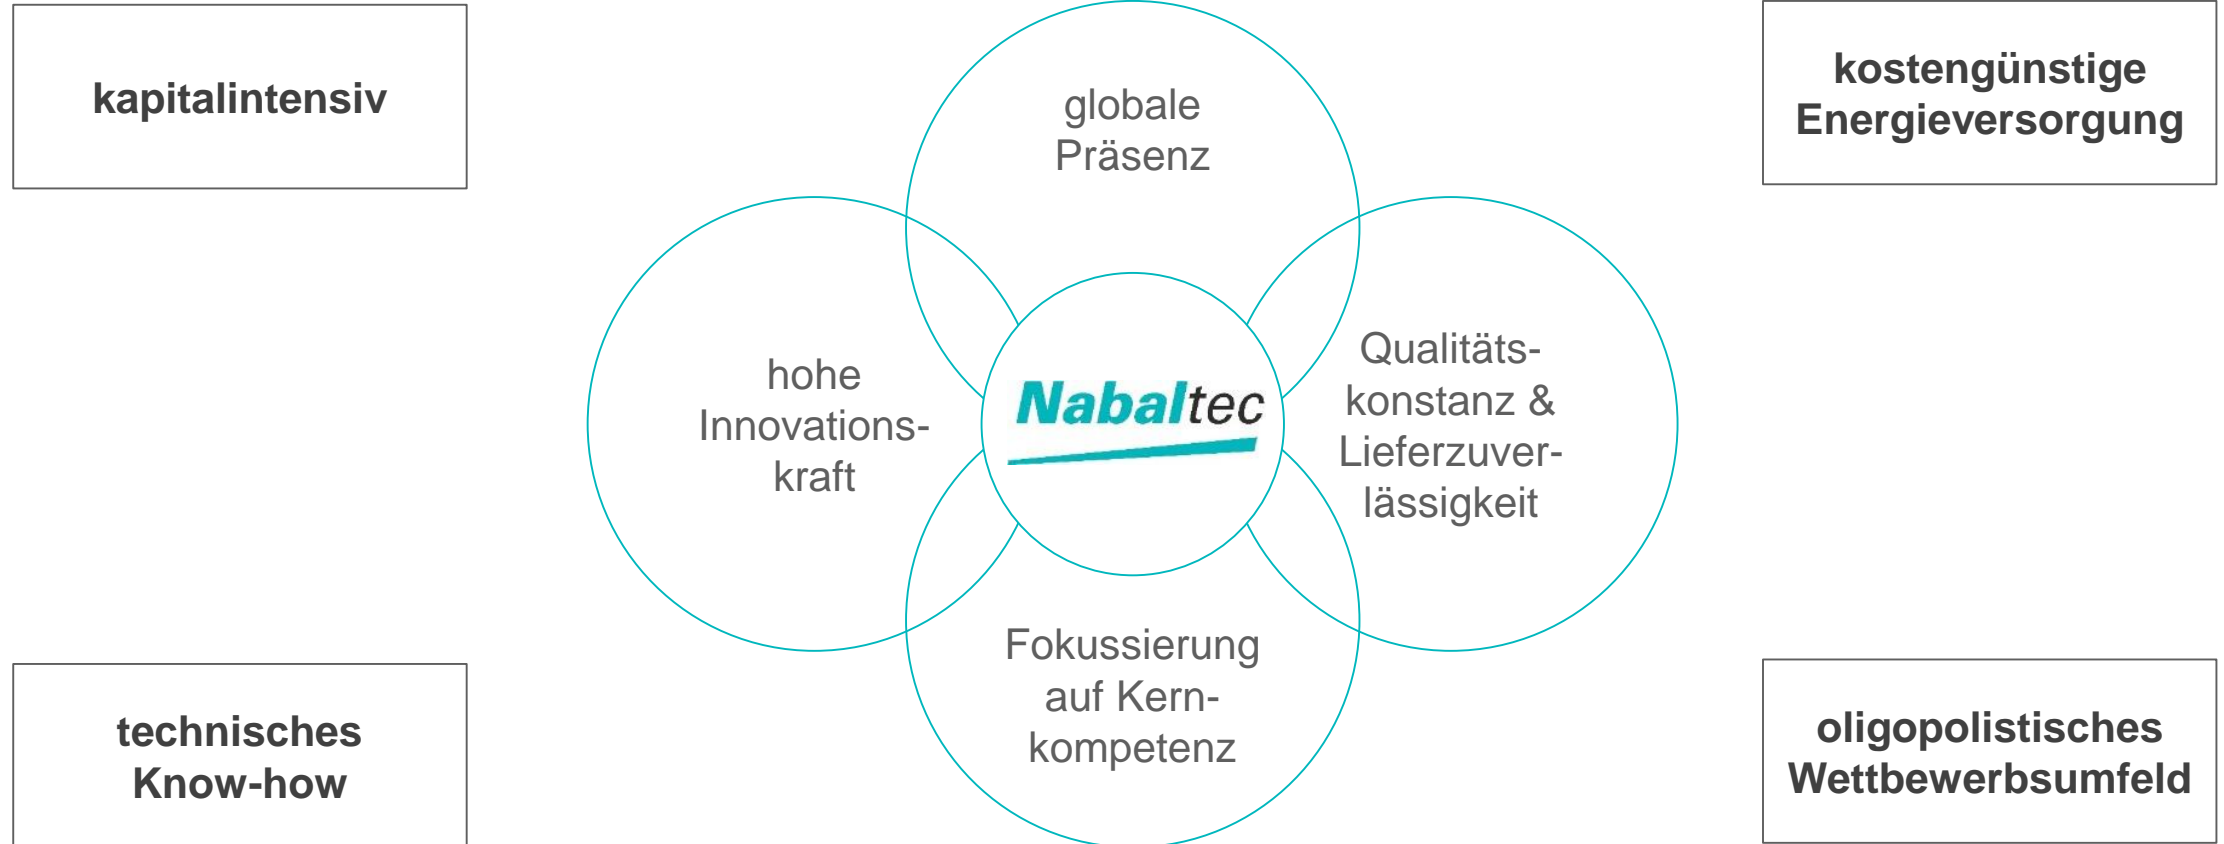 kapitalintensiv
kostengünstige
Energieversorgung
globale
Präsenz
hohe
Innovations-
kraft
Nabaltec
Qualitäts-
konstanz &
Lieferzuver-
lässigkeit
Fokussierung
auf Kern-
kompetenz
technisches
Know-how
oligopolistisches
Wettbewerbsumfeld